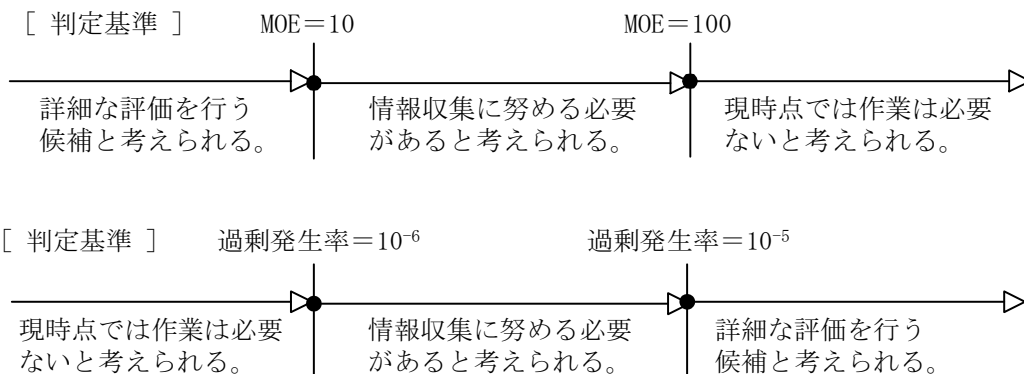 ［ 判定基準 ］ MOE＝10 MOE＝100
詳細な評価を行う 情報収集に努める必要 現時点では作業は必要
候補と考えられる。 があると考えられる。 ないと考えられる。
［ 判定基準 ］ 過剰発生率＝10⁻⁶ 過剰発生率＝10⁻⁵
現時点では作業は必要 情報収集に努める必要 詳細な評価を行う
ないと考えられる。 があると考えられる。 候補と考えられる。